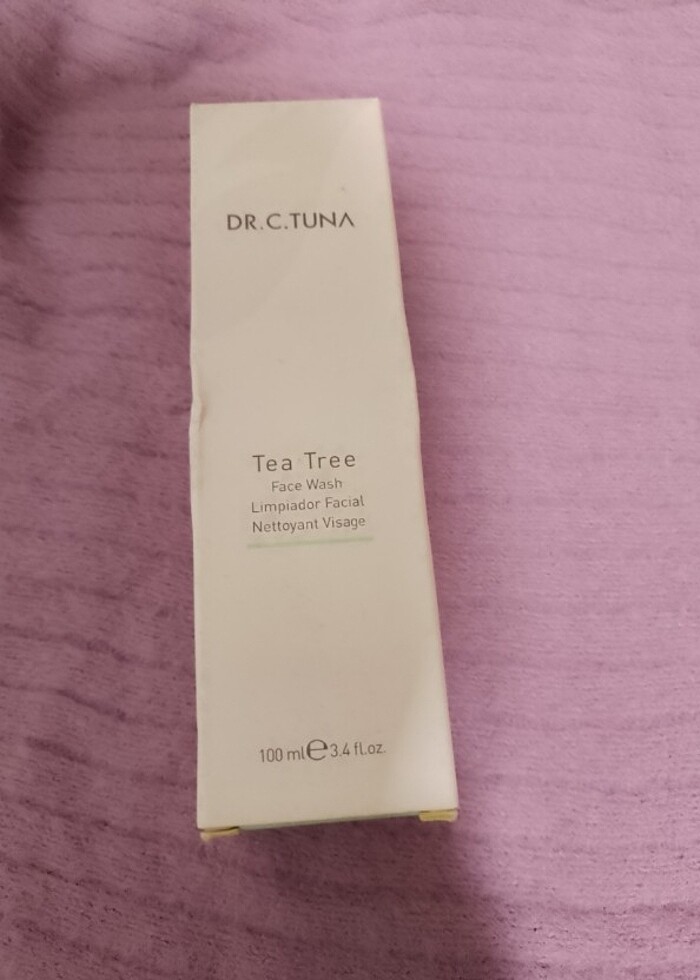 DR.C.TUNA
Tea Tree
Face Wash
Limpiador Facial
Nettoyant Visage
100 ml e 3.4 fl.oz.